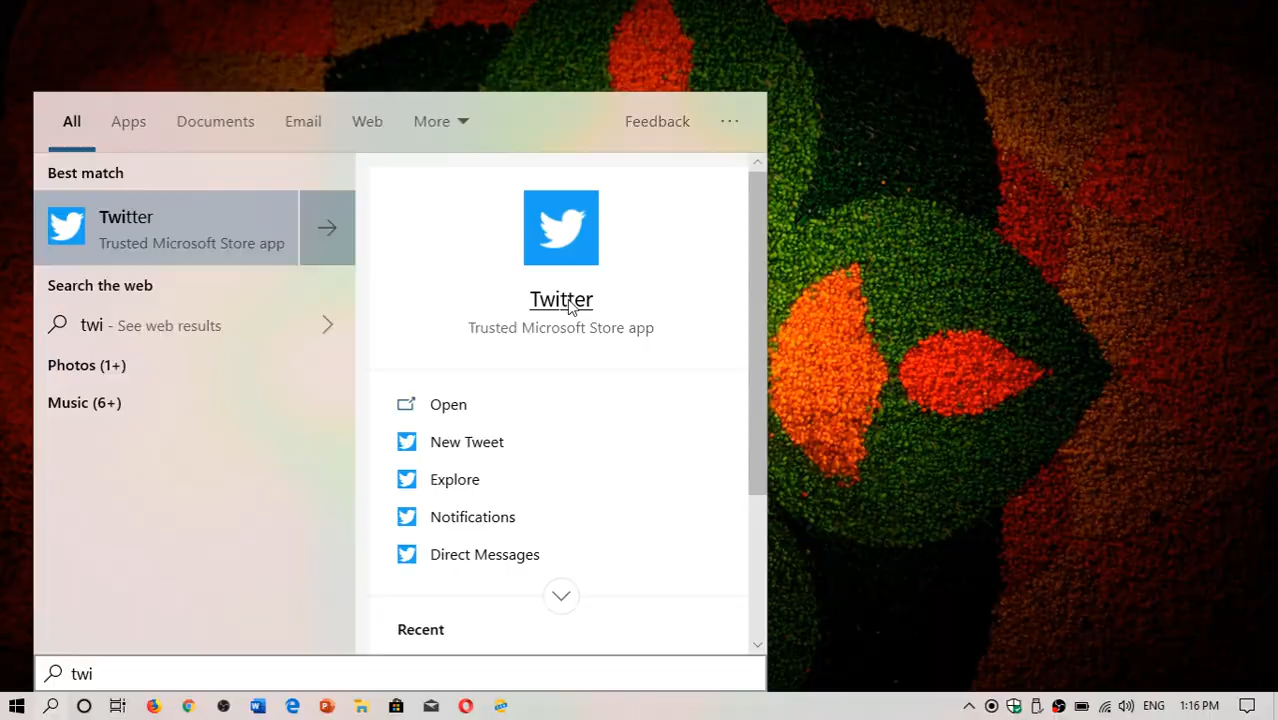 All Apps Documents Email Web More Feedback ...
Best match
Twitter
Trusted Microsoft Store app
Search the web
twi - See web results
Photos (1+)
Music (6+)
Twitter
Trusted Microsoft Store app
Open
New Tweet
Explore
Notifications
Direct Messages
Recent
twi
ENG 1:16 PM